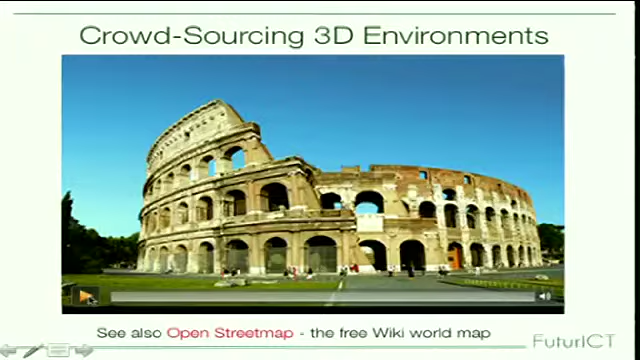 Crowd-Sourcing 3D Environments
See also Open Streetmap - the free Wiki world map
FuturICT